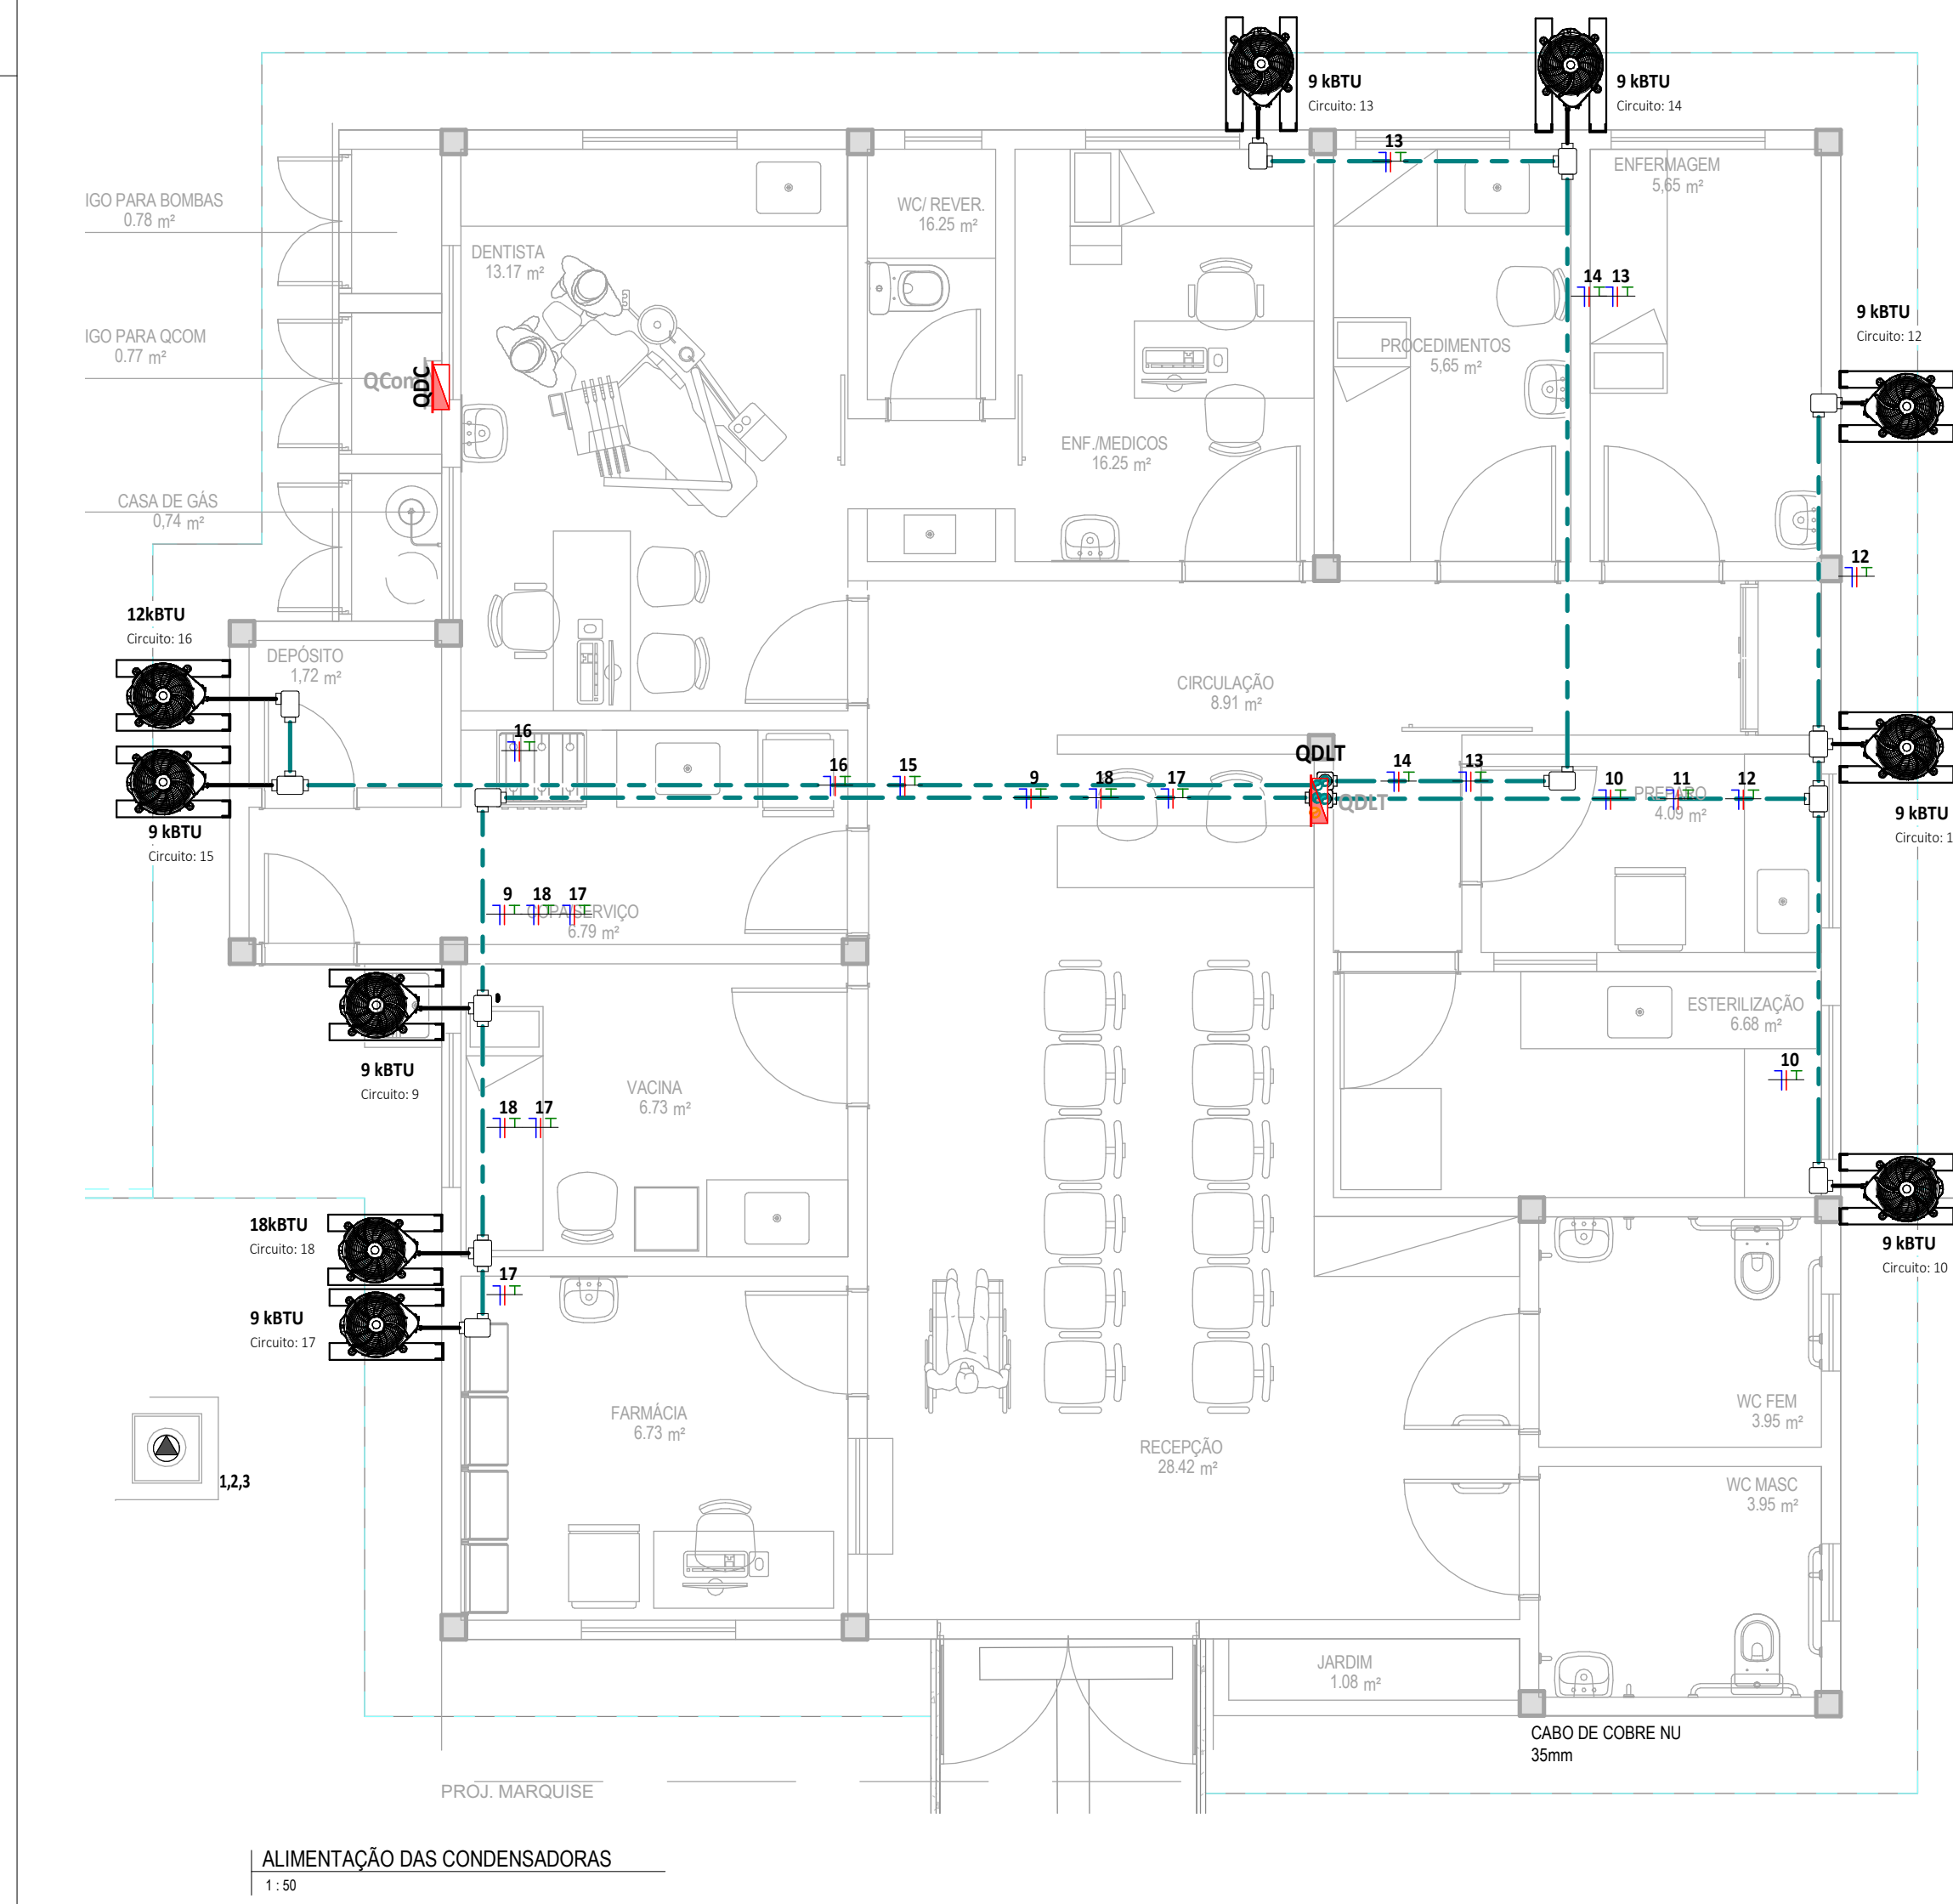 9 kBTU
Circuito: 13
9 kBTU
Circuito: 14
13
ENFERMAGEM
5,65 m²
IGO PARA BOMBAS
0.78 m²
WC/ REVER.
16.25 m²
DENTISTA
13.17 m²
14 13
9 kBTU
Circuito: 12
IGO PARA QCOM
0.77 m²
PROCEDIMENTOS
5,65 m²
QDC
ENF./MEDICOS
16.25 m²
CASA DE GÁS
0,74 m²
12
12kBTU
Circuito: 16
DEPÓSITO
1,72 m²
CIRCULAÇÃO
8.91 m²
16
16 15
9 18 17
QDLT
QDLT
14 13
10 11 12
PREPARO
4.09 m²
9 kBTU
Circuito: 15
9 kBTU
Circuito: 1
9 18 17
COPA/SERVIÇO
6.79 m²
ESTERILIZAÇÃO
6.68 m²
9 kBTU
Circuito: 9
VACINA
6.73 m²
10
18 17
18kBTU
Circuito: 18
9 kBTU
Circuito: 10
17
9 kBTU
Circuito: 17
FARMÁCIA
6.73 m²
WC FEM
3.95 m²
RECEPÇÃO
28.42 m²
1,2,3
WC MASC
3.95 m²
JARDIM
1.08 m²
CABO DE COBRE NU
35mm
PROJ. MARQUISE
ALIMENTAÇÃO DAS CONDENSADORAS
1 : 50